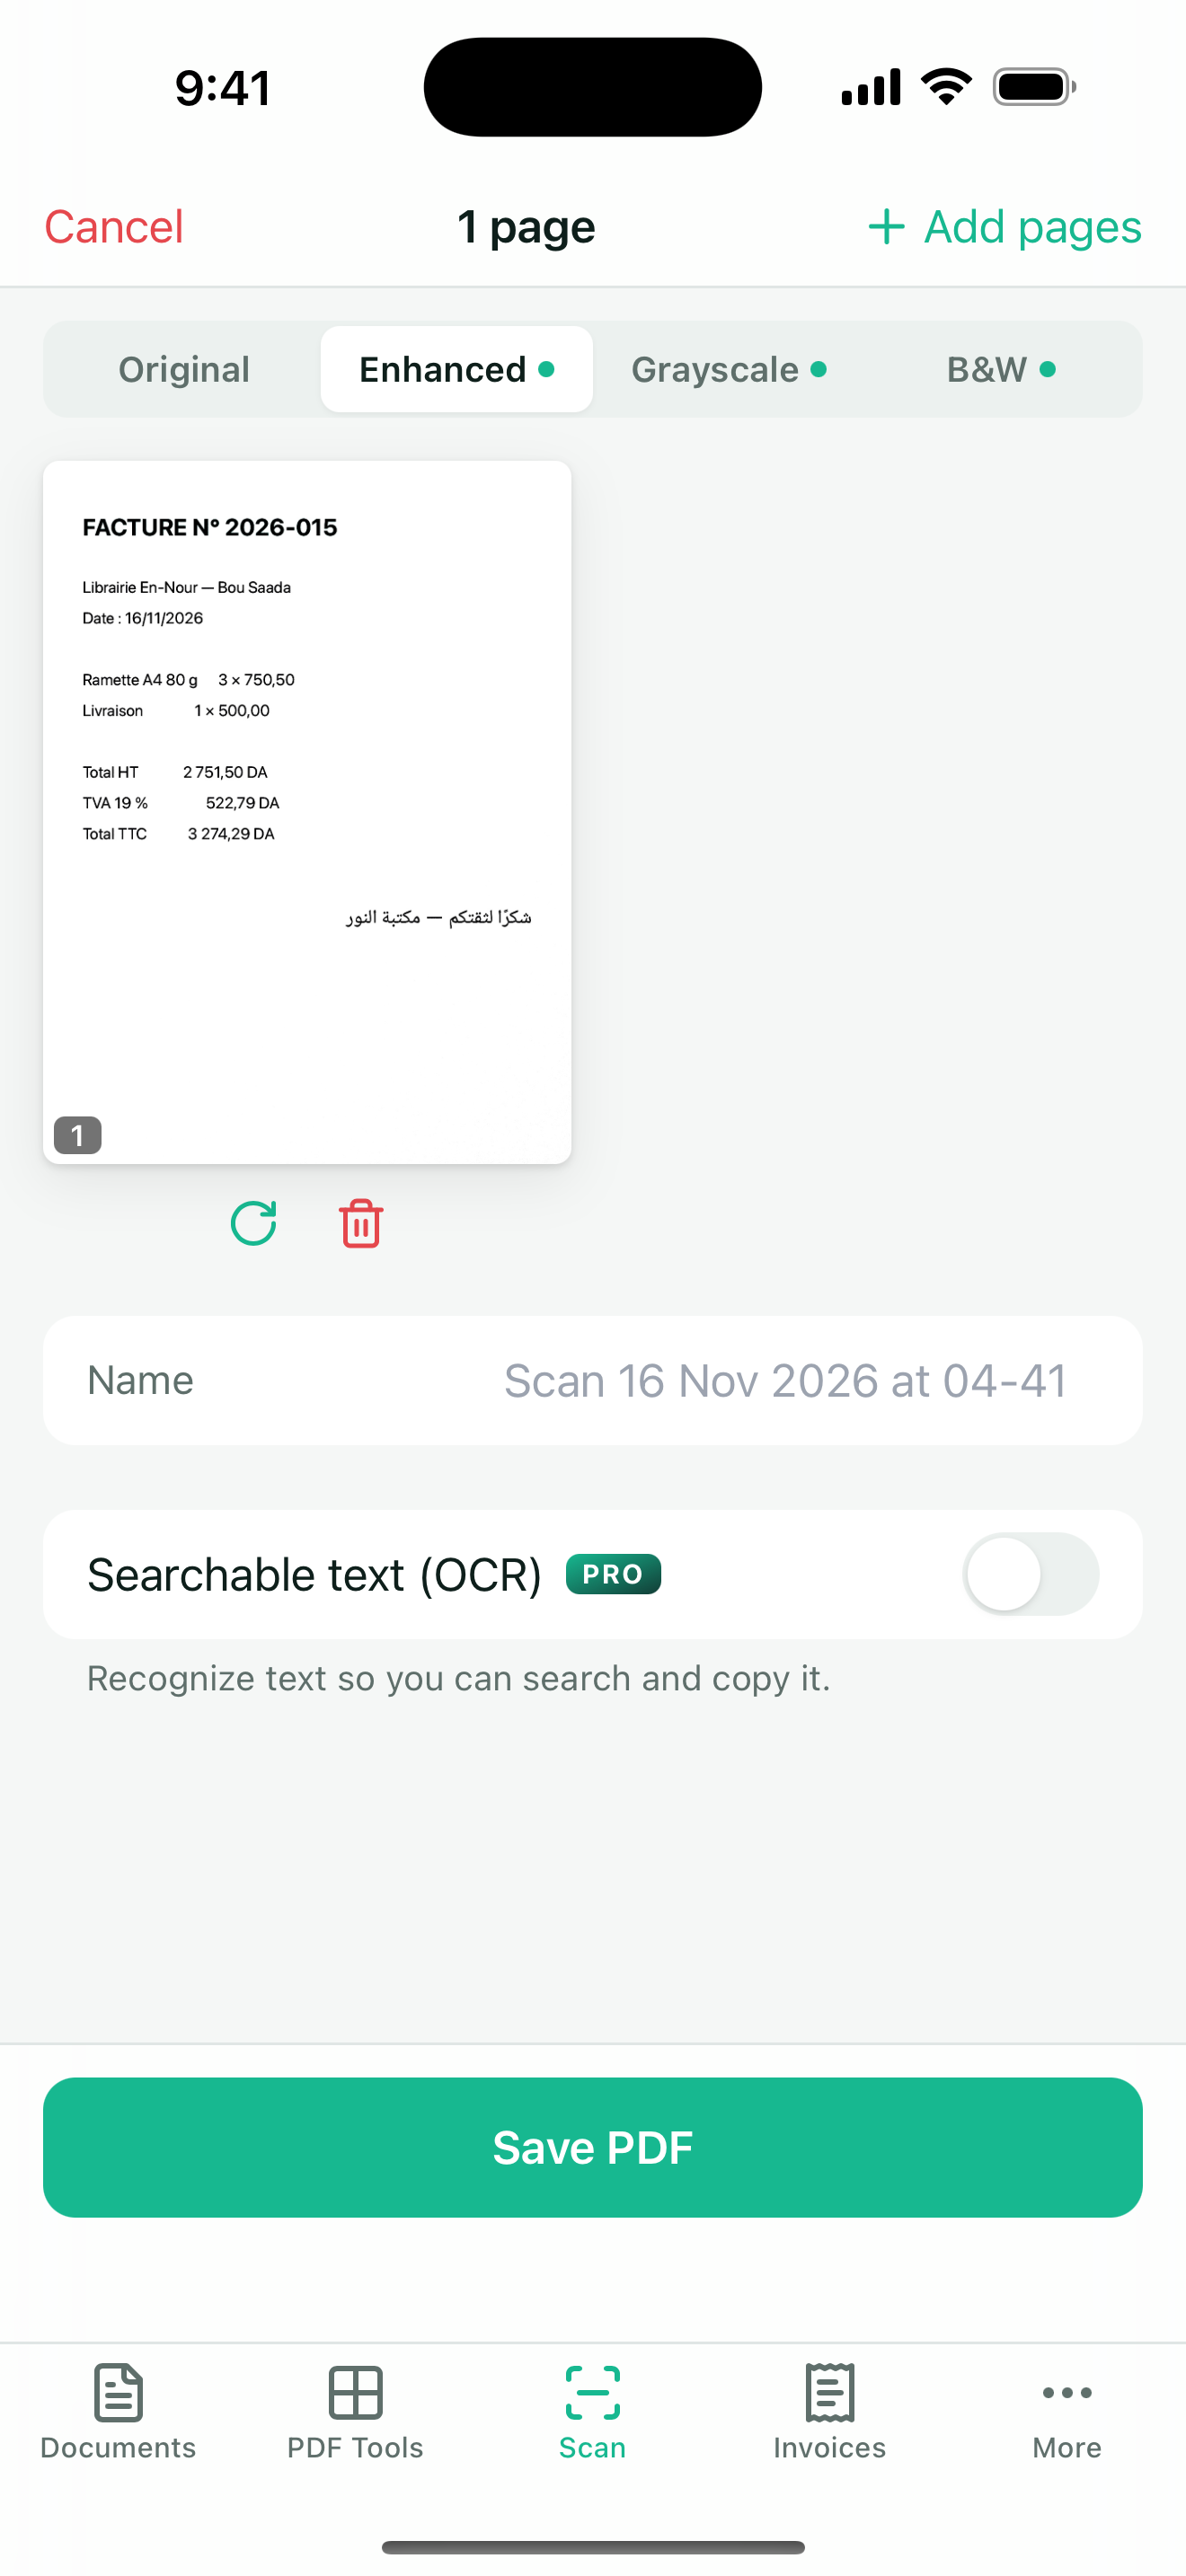 9:41
Cancel
1 page
+ Add pages
Original
Enhanced
Grayscale
B&W
FACTURE N° 2026-015
Librairie En-Nour — Bou Saada
Date : 16/11/2026
Ramette A4 80 g 3 × 750,50
Livraison 1 × 500,00
Total HT 2 751,50 DA
TVA 19 % 522,79 DA
Total TTC 3 274,29 DA
شكرًا لثقتكم — مكتبة النور
1
Name Scan 16 Nov 2026 at 04-41
Searchable text (OCR) PRO
Recognize text so you can search and copy it.
Save PDF
Documents
PDF Tools
Scan
Invoices
More